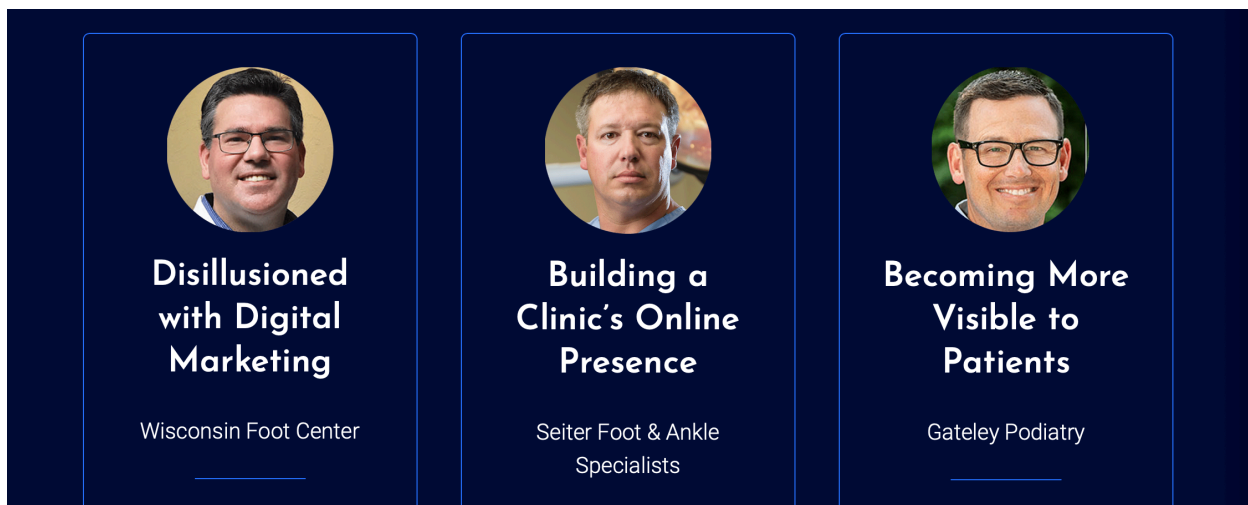 Disillusioned
with Digital
Marketing
Wisconsin Foot Center
Building a
Clinic's Online
Presence
Seiter Foot & Ankle
Specialists
Becoming More
Visible to
Patients
Gateley Podiatry